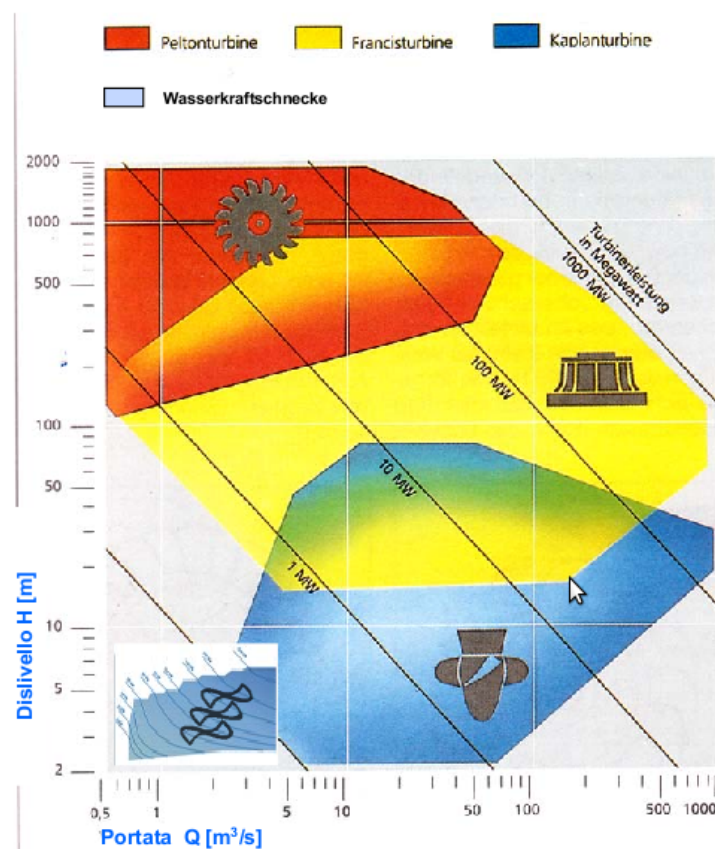 Peltonturbine
Francisturbine
Kaplanturbine
Wasserkraftschnecke
2000
1000
500
100
50
10
5
2
Dislivello H [m]
Turbinenleistung
in Megawatt
1000 MW
100 MW
10 MW
1 MW
0,5
1
5
10
50
100
500
1000
Portata Q [m³/s]